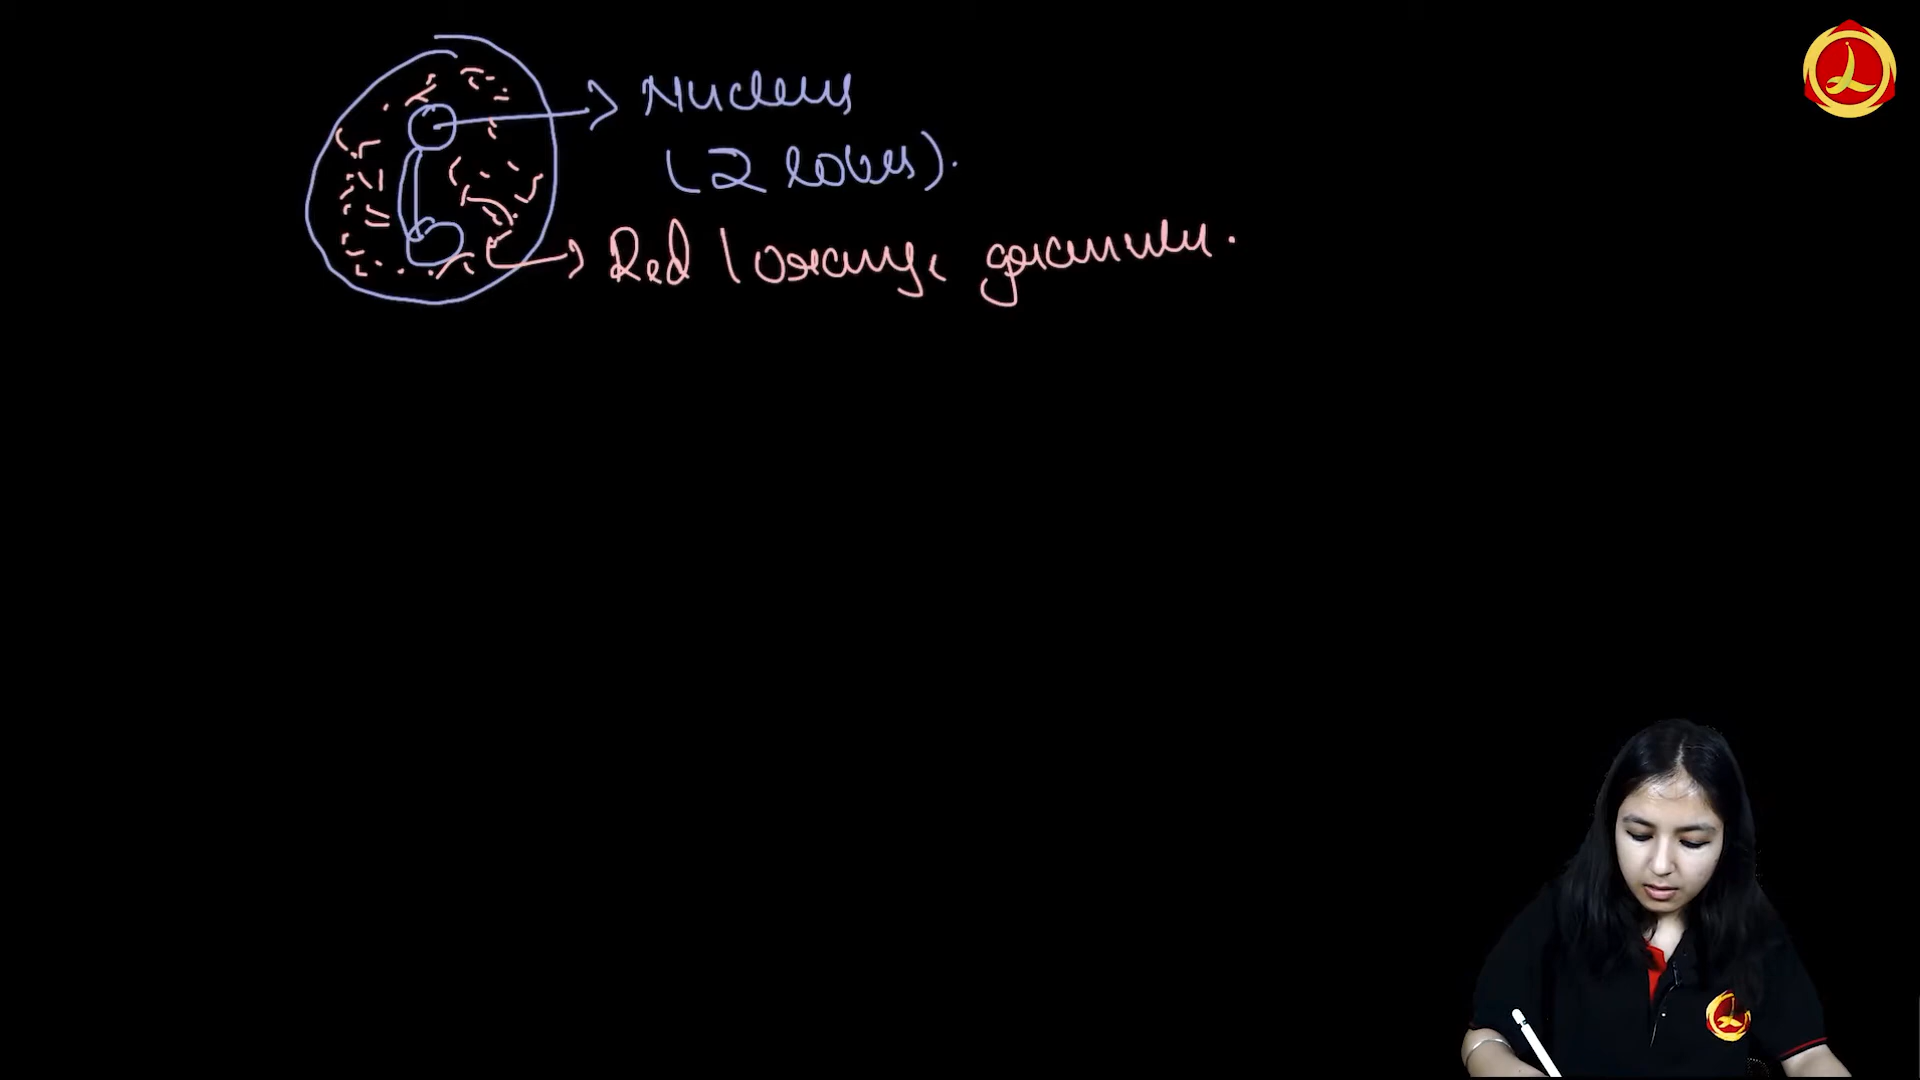 Nucleus
(2 lobes).
Red / orange granules.